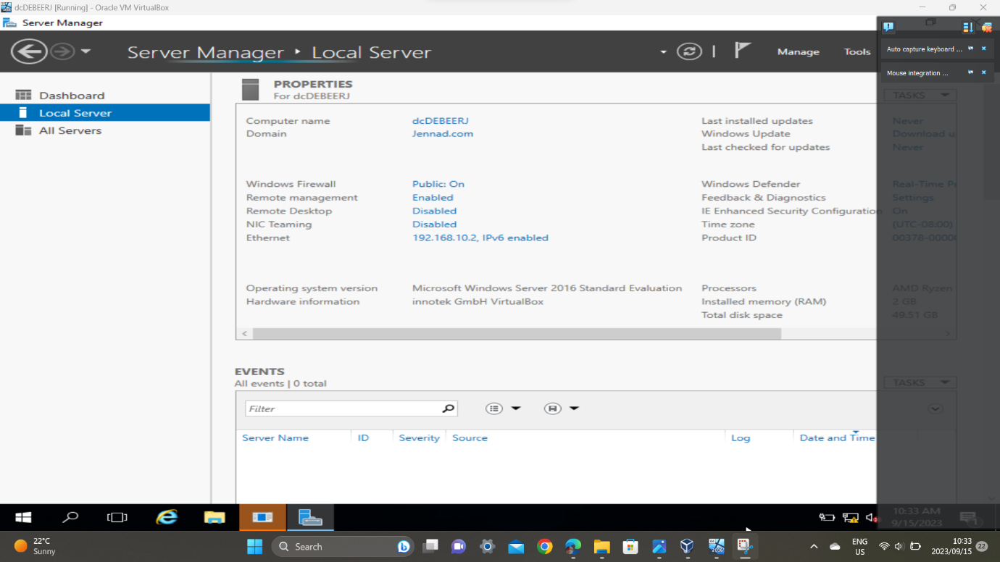 dcDEBEERJ [Running] - Oracle VM VirtualBox
Server Manager
Server Manager ‣ Local Server
Manage Tools
Auto capture keyboard ...
Mouse integration ...
Dashboard
Local Server
All Servers
PROPERTIES
For dcDEBEERJ
TASKS
Computer name dcDEBEERJ Last installed updates Never
Domain Jennad.com Windows Update Download u
Last checked for updates Never
Windows Firewall Public: On Windows Defender Real-Time Pr
Remote management Enabled Feedback & Diagnostics Settings
Remote Desktop Disabled IE Enhanced Security Configuration On
NIC Teaming Disabled Time zone (UTC-08:00)
Ethernet 192.168.10.2, IPv6 enabled Product ID 00378-0000
Operating system version Microsoft Windows Server 2016 Standard Evaluation Processors AMD Ryzen
Hardware information innotek GmbH VirtualBox Installed memory (RAM) 2 GB
Total disk space 49.51 GB
EVENTS
All events | 0 total
TASKS
Filter
Server Name ID Severity Source Log Date and Time
10:33 AM
9/15/2023
1
22°C
Sunny
Search
2016
ENG
US
10:33
2023/09/15
22